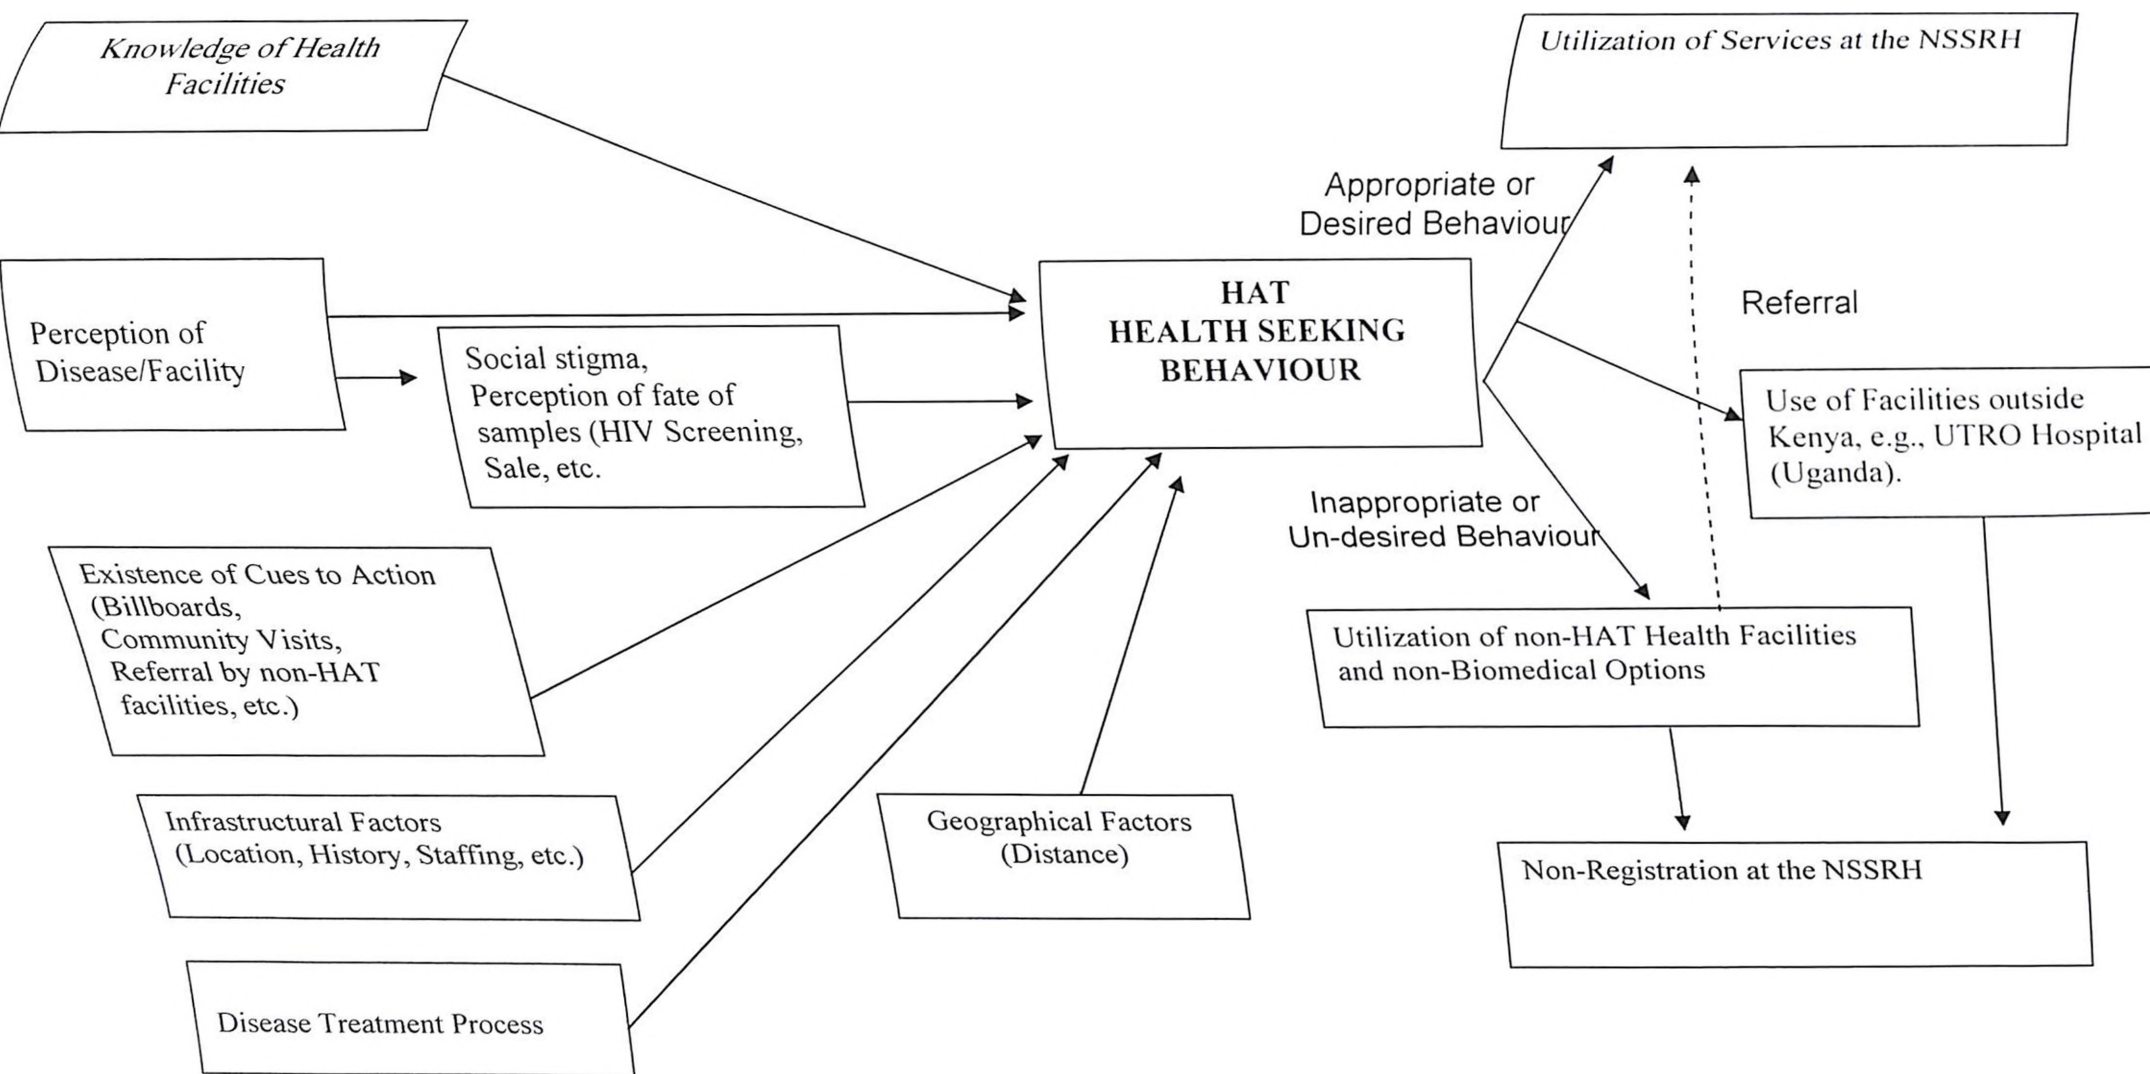 Knowledge of Health
Facilities
Utilization of Services at the NSSRH
Appropriate or
Desired Behaviour
Perception of
Disease/Facility
Social stigma,
Perception of fate of
samples (HIV Screening,
Sale, etc.
HAT
HEALTH SEEKING
BEHAVIOUR
Referral
Use of Facilities outside
Kenya, e.g., UTRO Hospital
(Uganda).
Inappropriate or
Un-desired Behaviour
Existence of Cues to Action
(Billboards,
Community Visits,
Referral by non-HAT
facilities, etc.)
Utilization of non-HAT Health Facilities
and non-Biomedical Options
Infrastructural Factors
(Location, History, Staffing, etc.)
Geographical Factors
(Distance)
Non-Registration at the NSSRH
Disease Treatment Process